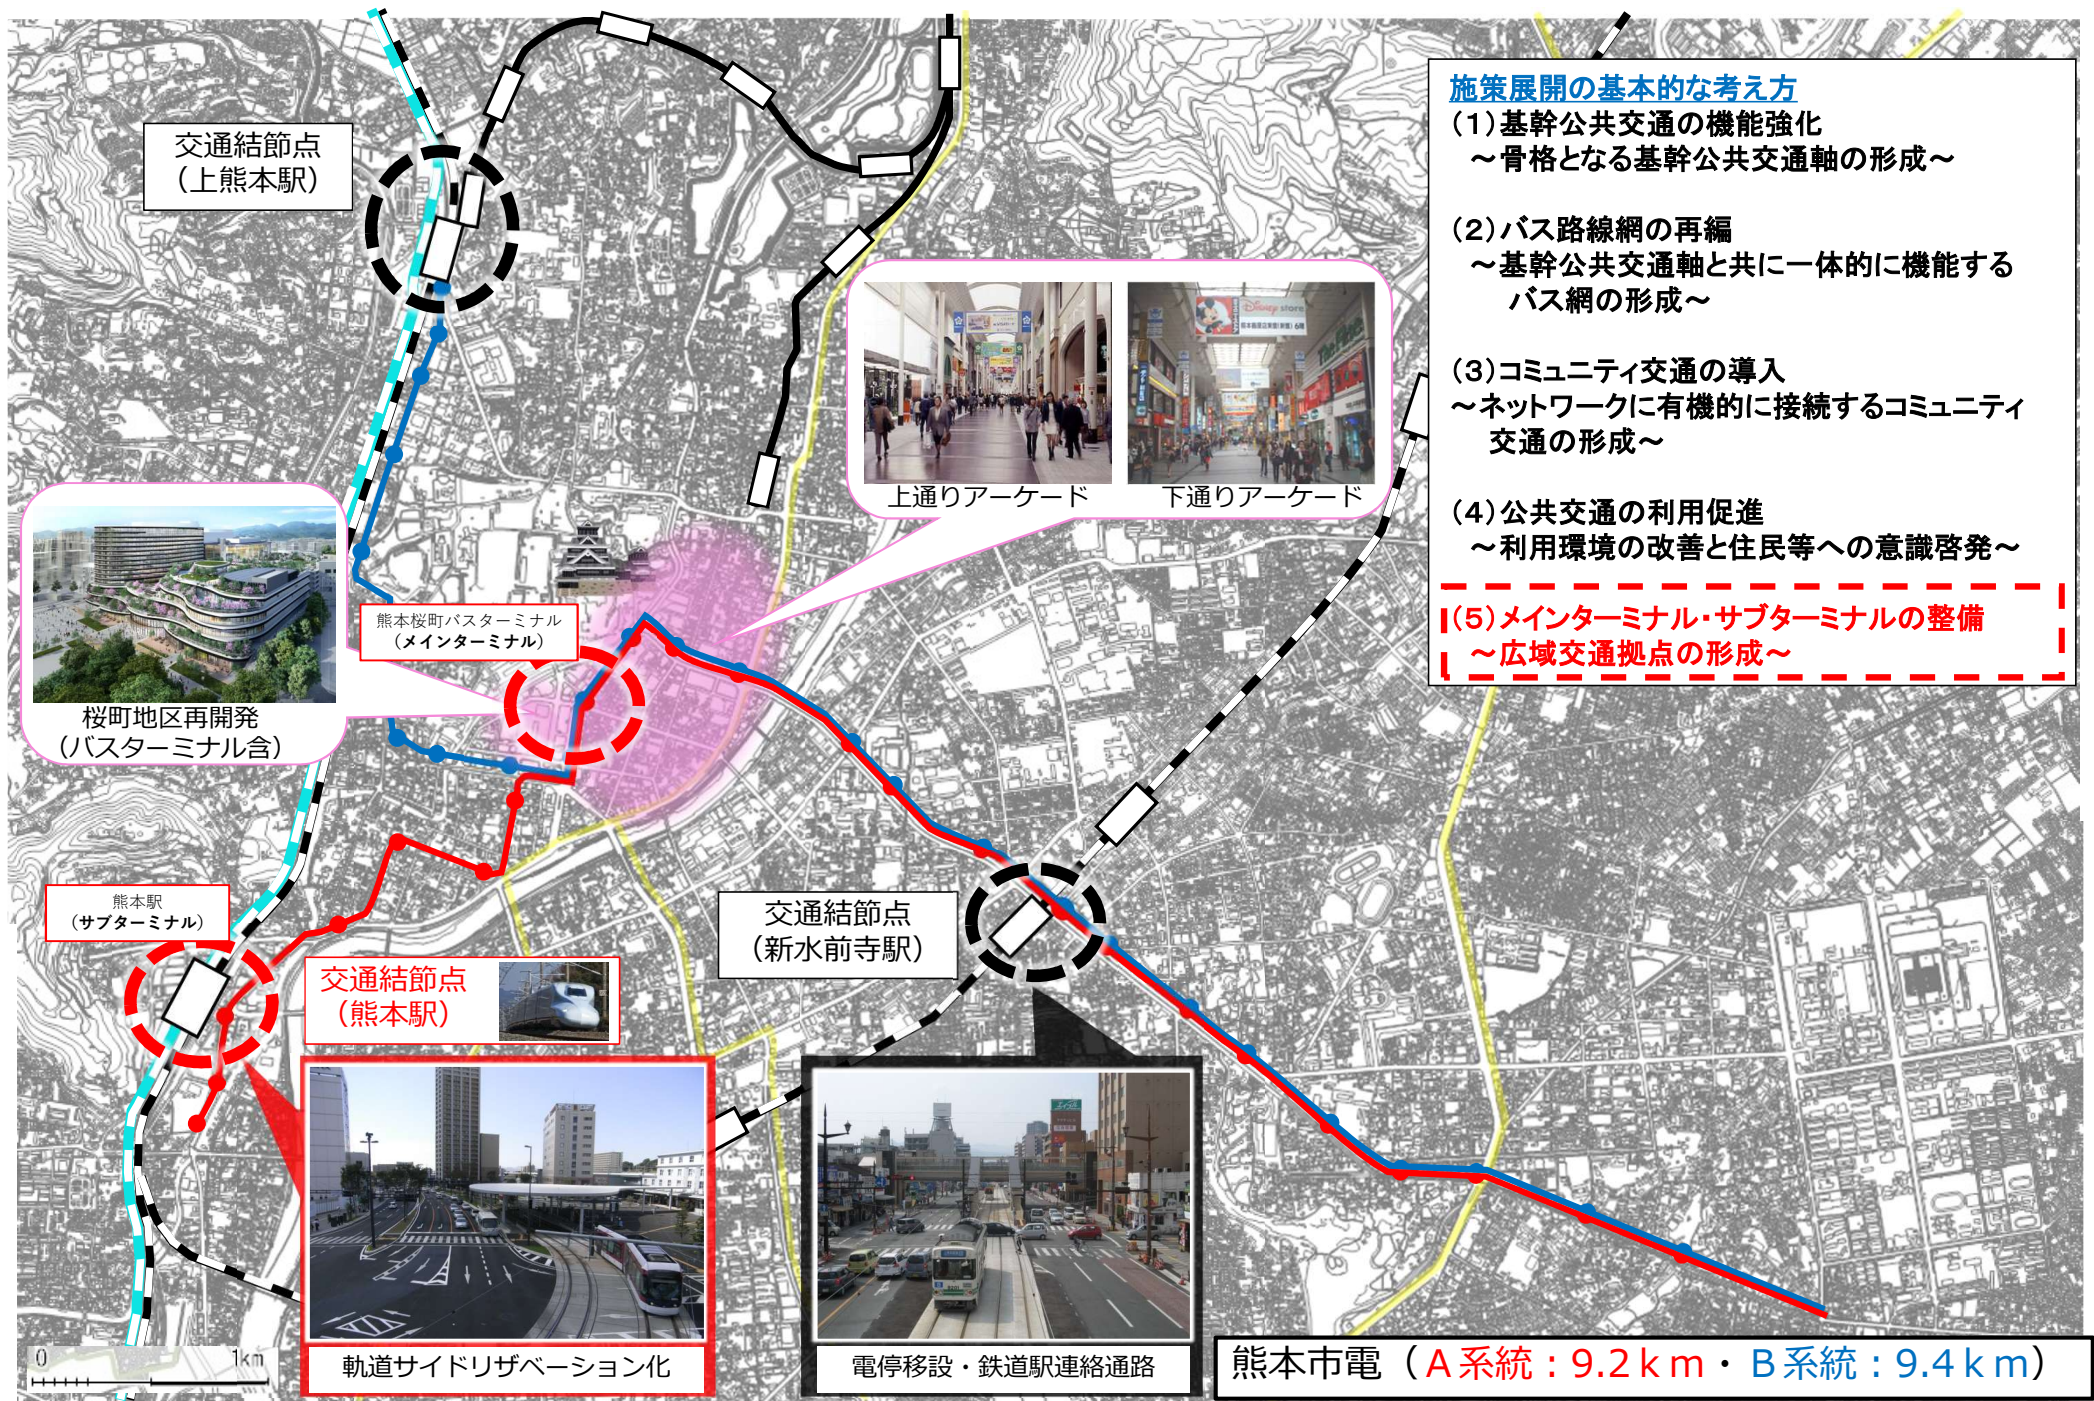 施策展開の基本的な考え方
(1)基幹公共交通の機能強化
～骨格となる基幹公共交通軸の形成～
(2)バス路線網の再編
～基幹公共交通軸と共に一体的に機能する
バス網の形成～
(3)コミュニティ交通の導入
～ネットワークに有機的に接続するコミュニティ
交通の形成～
(4)公共交通の利用促進
～利用環境の改善と住民等への意識啓発～
(5)メインターミナル・サブターミナルの整備
～広域交通拠点の形成～
交通結節点
（上熊本駅）
Disney store
上通りアーケード
下通りアーケード
桜町地区再開発
（バスターミナル含）
熊本桜町バスターミナル
（メインターミナル）
熊本駅
（サブターミナル）
交通結節点
（熊本駅）
交通結節点
（新水前寺駅）
軌道サイドリザベーション化
電停移設・鉄道駅連絡通路
0 1km
熊本市電（A系統：9.2ｋｍ・B系統：9.4ｋｍ）